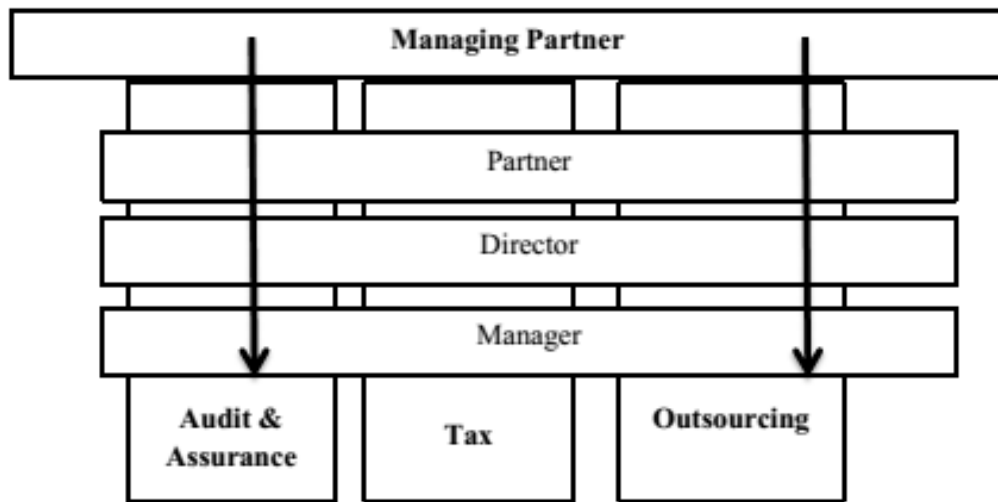 Managing Partner
Partner
Director
Manager
Audit &
Assurance
Tax
Outsourcing